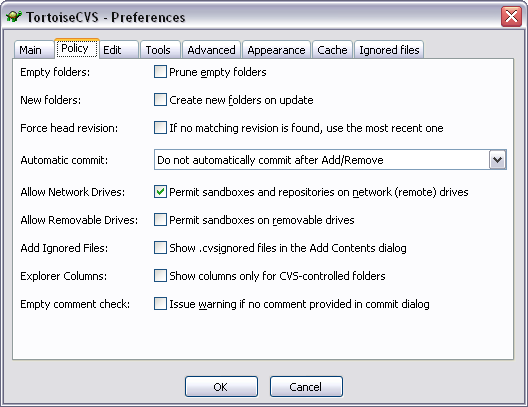 TortoiseCVS - Preferences
Main Policy Edit Tools Advanced Appearance Cache Ignored files
Empty folders: Prune empty folders
New folders: Create new folders on update
Force head revision: If no matching revision is found, use the most recent one
Automatic commit: Do not automatically commit after Add/Remove
Allow Network Drives: Permit sandboxes and repositories on network (remote) drives
Allow Removable Drives: Permit sandboxes on removable drives
Add Ignored Files: Show .cvsignored files in the Add Contents dialog
Explorer Columns: Show columns only for CVS-controlled folders
Empty comment check: Issue warning if no comment provided in commit dialog
OK Cancel